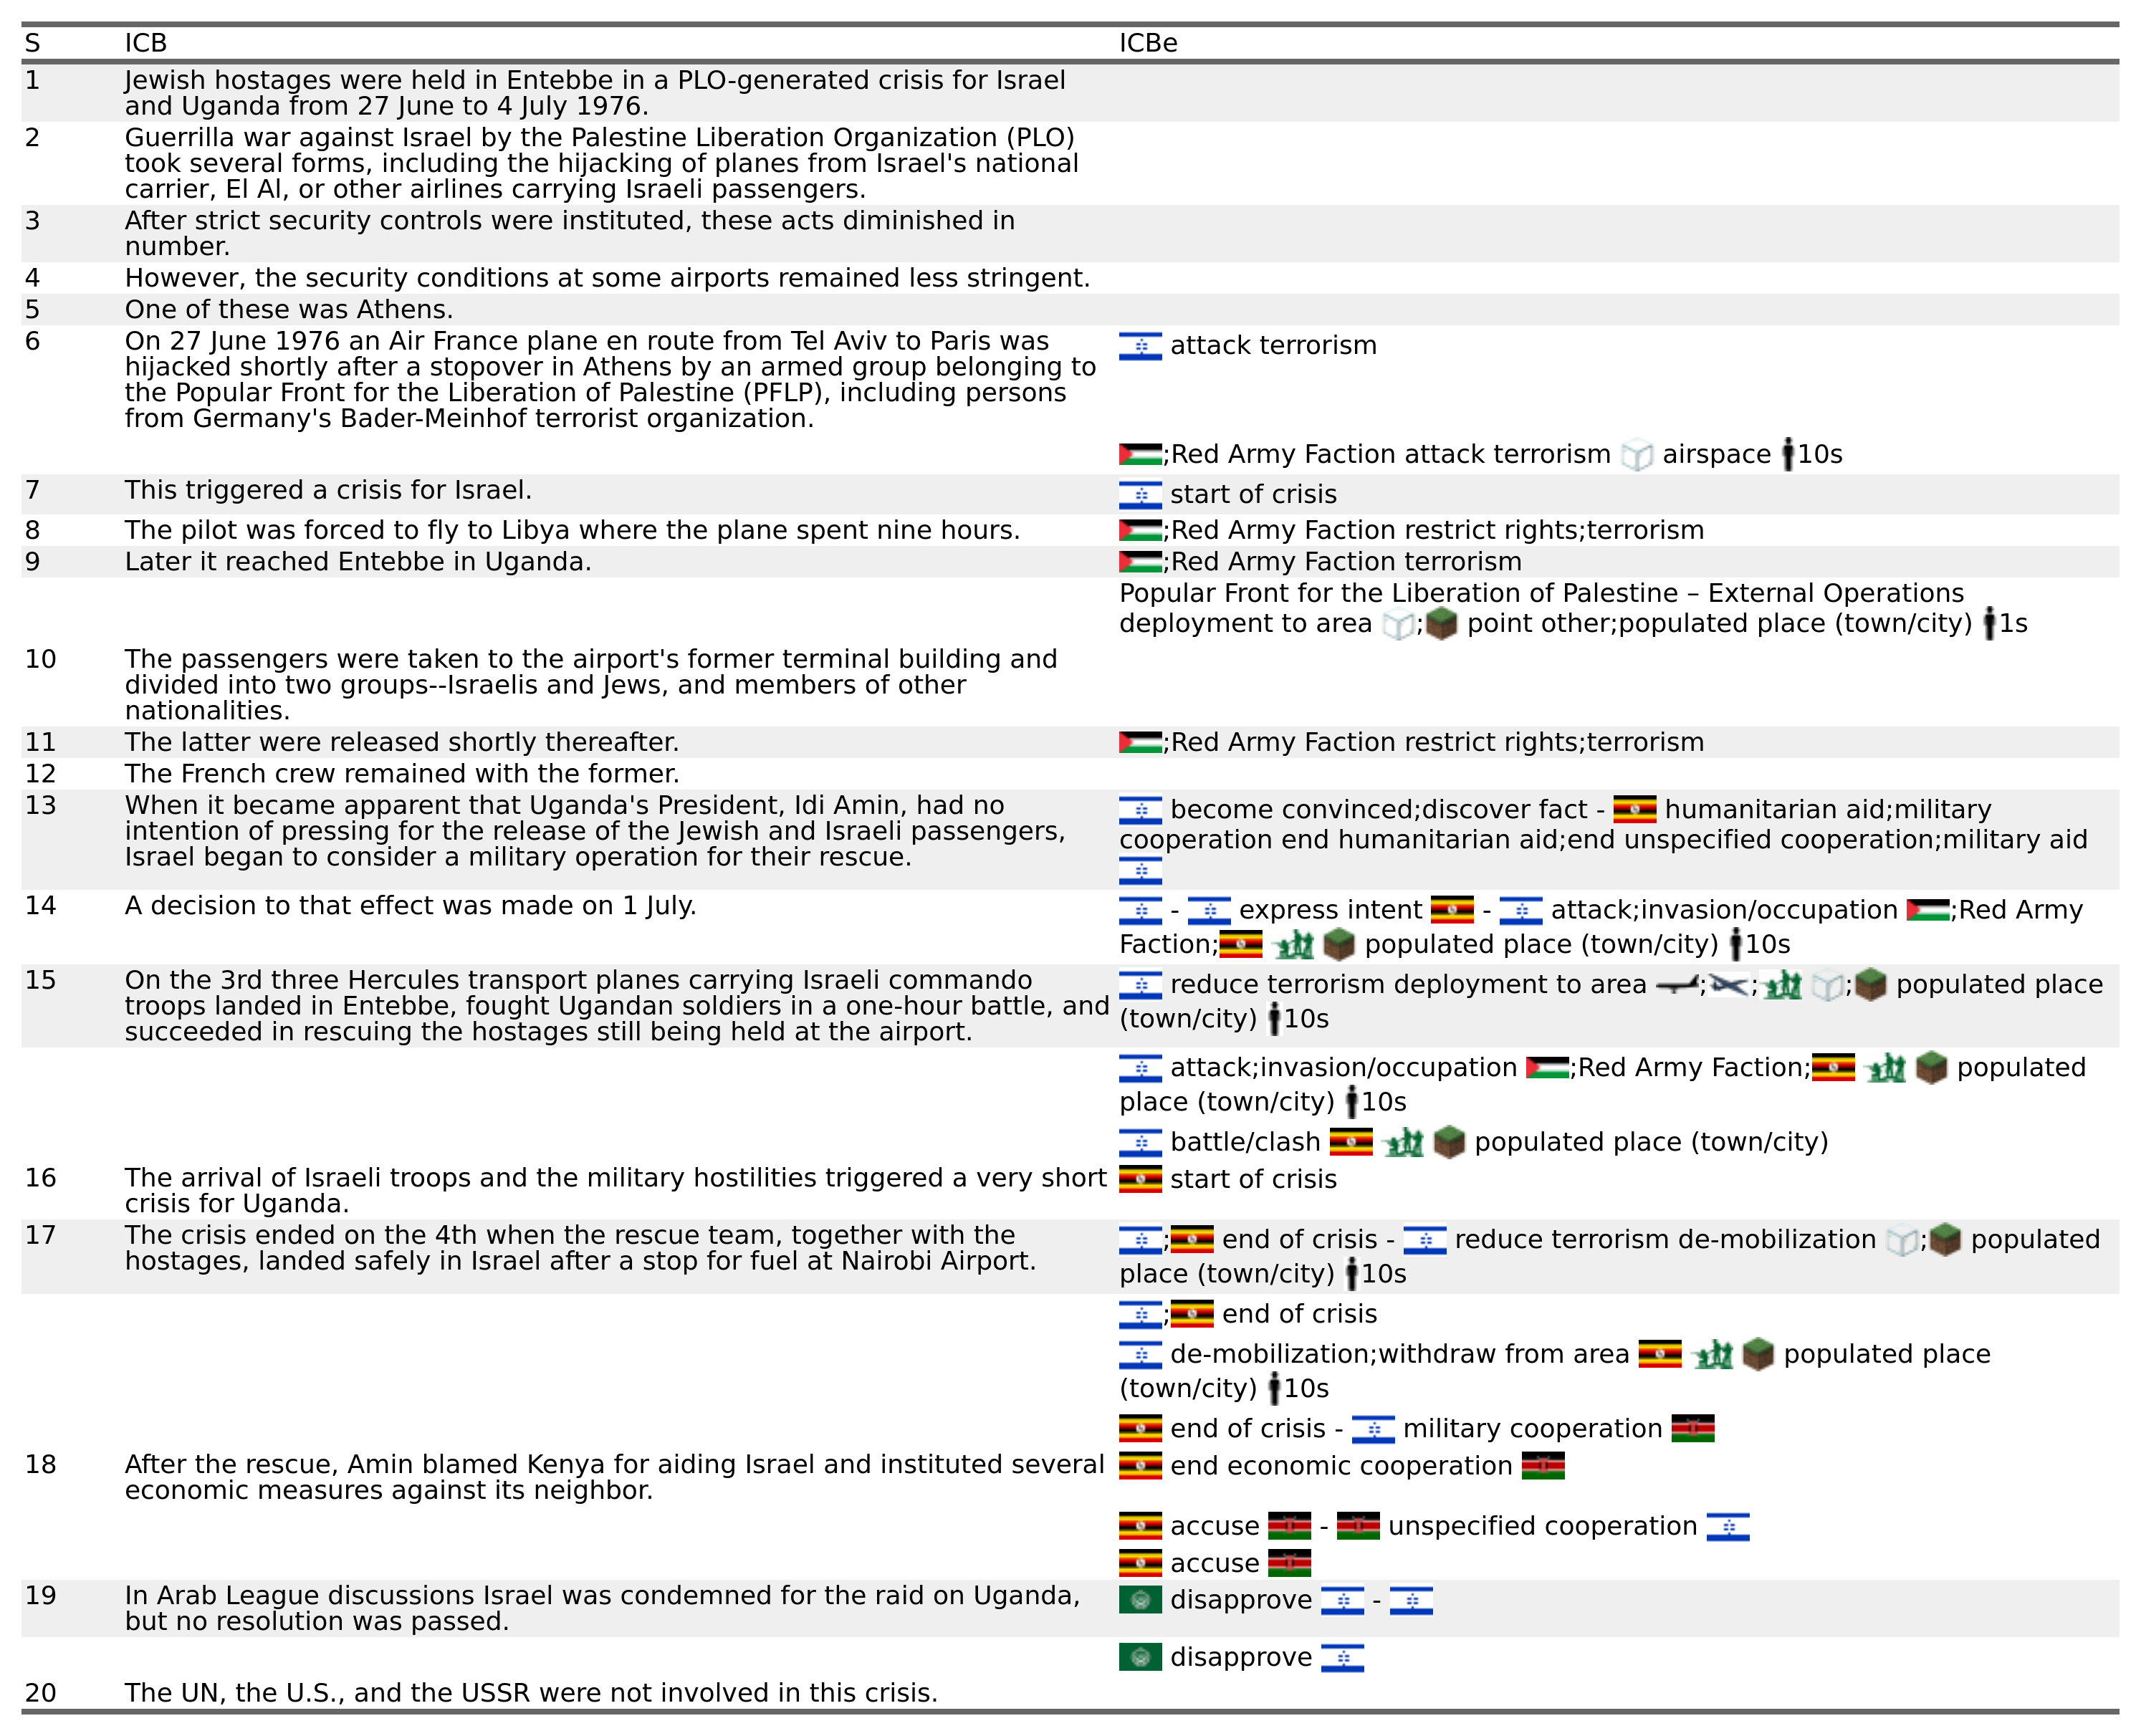 S ICB ICBe
1 Jewish hostages were held in Entebbe in a PLO-generated crisis for Israel
and Uganda from 27 June to 4 July 1976.
2 Guerrilla war against Israel by the Palestine Liberation Organization (PLO)
took several forms, including the hijacking of planes from Israel's national
carrier, El Al, or other airlines carrying Israeli passengers.
3 After strict security controls were instituted, these acts diminished in
number.
4 However, the security conditions at some airports remained less stringent.
5 One of these was Athens.
6 On 27 June 1976 an Air France plane en route from Tel Aviv to Paris was
hijacked shortly after a stopover in Athens by an armed group belonging to
the Popular Front for the Liberation of Palestine (PFLP), including persons
from Germany's Bader-Meinhof terrorist organization.
attack terrorism
;Red Army Faction attack terrorism airspace 10s
7 This triggered a crisis for Israel.
start of crisis
8 The pilot was forced to fly to Libya where the plane spent nine hours.
;Red Army Faction restrict rights;terrorism
9 Later it reached Entebbe in Uganda.
;Red Army Faction terrorism
Popular Front for the Liberation of Palestine – External Operations
deployment to area ; point other;populated place (town/city) 1s
10 The passengers were taken to the airport's former terminal building and
divided into two groups--Israelis and Jews, and members of other
nationalities.
11 The latter were released shortly thereafter.
;Red Army Faction restrict rights;terrorism
12 The French crew remained with the former.
13 When it became apparent that Uganda's President, Idi Amin, had no
intention of pressing for the release of the Jewish and Israeli passengers,
Israel began to consider a military operation for their rescue.
become convinced;discover fact - humanitarian aid;military
cooperation end humanitarian aid;end unspecified cooperation;military aid
14 A decision to that effect was made on 1 July.
- express intent - attack;invasion/occupation ;Red Army
Faction; populated place (town/city) 10s
15 On the 3rd three Hercules transport planes carrying Israeli commando
troops landed in Entebbe, fought Ugandan soldiers in a one-hour battle, and
succeeded in rescuing the hostages still being held at the airport.
reduce terrorism deployment to area ; ; ; populated place
(town/city) 10s
attack;invasion/occupation ;Red Army Faction; populated
place (town/city) 10s
battle/clash populated place (town/city)
16 The arrival of Israeli troops and the military hostilities triggered a very short
crisis for Uganda.
start of crisis
17 The crisis ended on the 4th when the rescue team, together with the
hostages, landed safely in Israel after a stop for fuel at Nairobi Airport.
; end of crisis - reduce terrorism de-mobilization ; populated
place (town/city) 10s
; end of crisis
de-mobilization;withdraw from area populated place
(town/city) 10s
end of crisis - military cooperation
18 After the rescue, Amin blamed Kenya for aiding Israel and instituted several
economic measures against its neighbor.
end economic cooperation
accuse - unspecified cooperation
accuse
19 In Arab League discussions Israel was condemned for the raid on Uganda,
but no resolution was passed.
disapprove -
disapprove
20 The UN, the U.S., and the USSR were not involved in this crisis.